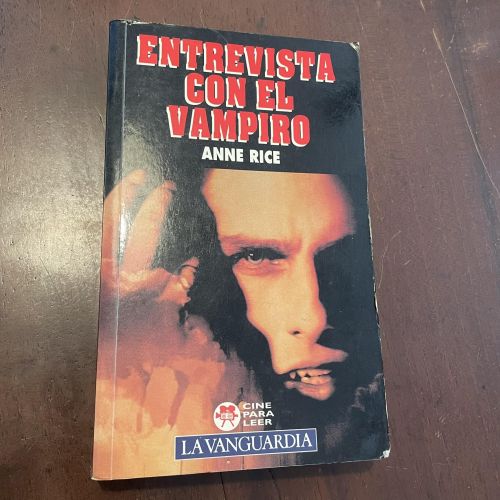 ENTREVISTA
CON EL
VAMPIRO
ANNE RICE
CINE
PARA
LEER
LA VANGUARDIA